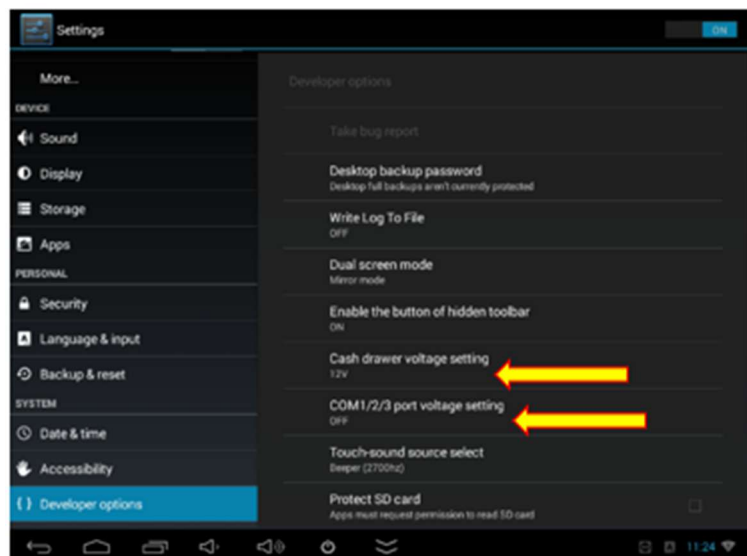 Settings
ON
More...
DEVICE
Sound
Display
Storage
Apps
PERSONAL
Security
Language & input
Backup & reset
SYSTEM
Date & time
Accessibility
{ } Developer options
Developer options
Take bug report
Desktop backup password
Desktop full backups aren't currently protected
Write Log To File
OFF
Dual screen mode
Mirror mode
Enable the button of hidden toolbar
ON
Cash drawer voltage setting
12V
COM1/2/3 port voltage setting
OFF
Touch-sound source select
Beeper (2700hz)
Protect SD card
Apps must request permission to read SD card
11:24